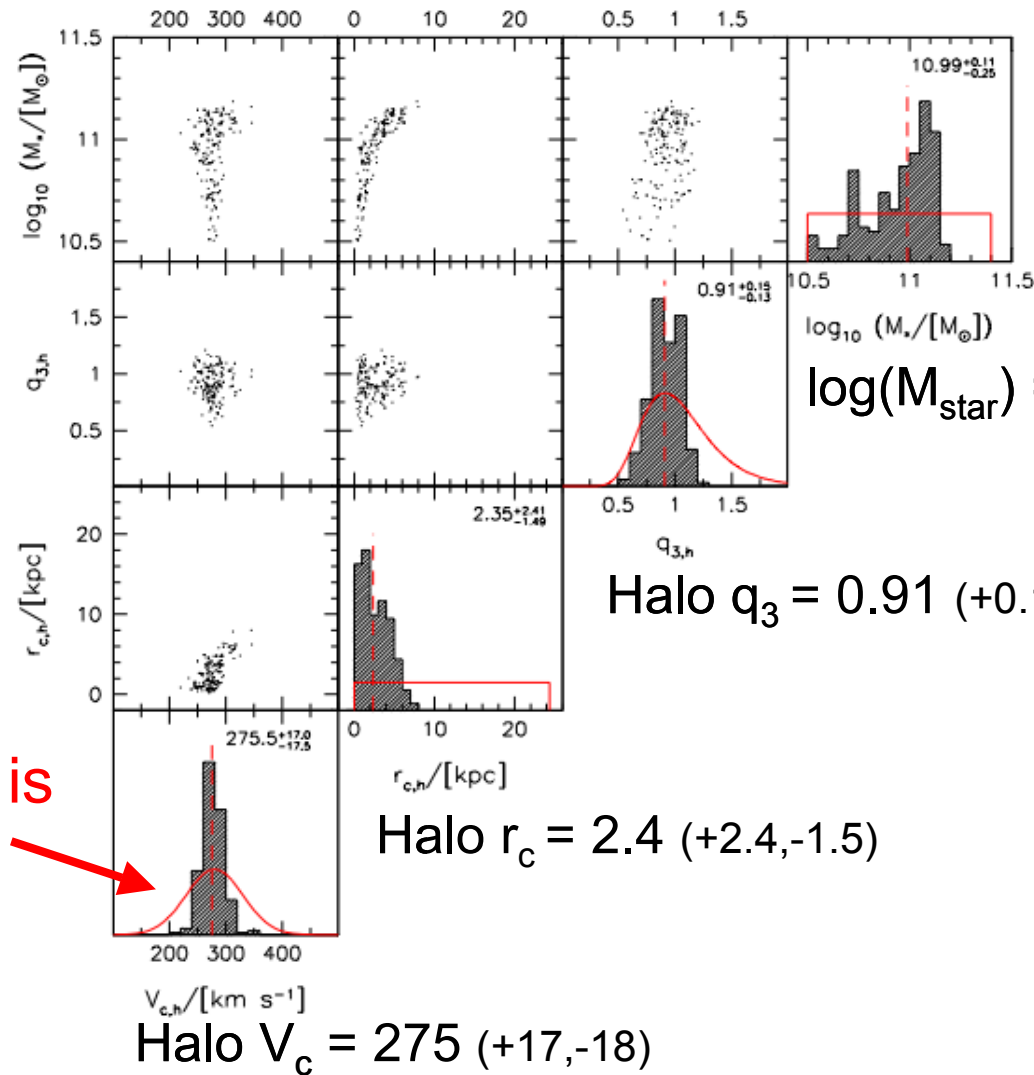 200 300 400
0 10 20
0.5 1 1.5
11.5
11
10.5
log₁₀ (M*/[M⊙])
10.99 +0.11 -0.25
10.5 11 11.5
log₁₀ (M*/[M⊙])
log(Mstar)
1.5
1
0.5
q3,h
0.91 +0.15 -0.13
0.5 1 1.5
q3,h
Halo q3 = 0.91 (+0.
20
10
0
rc,h/[kpc]
2.35 +2.41 -1.49
0 10 20
rc,h/[kpc]
Halo rc = 2.4 (+2.4,-1.5)
is
275.5 +17.0 -17.5
200 300 400
Vc,h/[km s⁻¹]
Halo Vc = 275 (+17,-18)